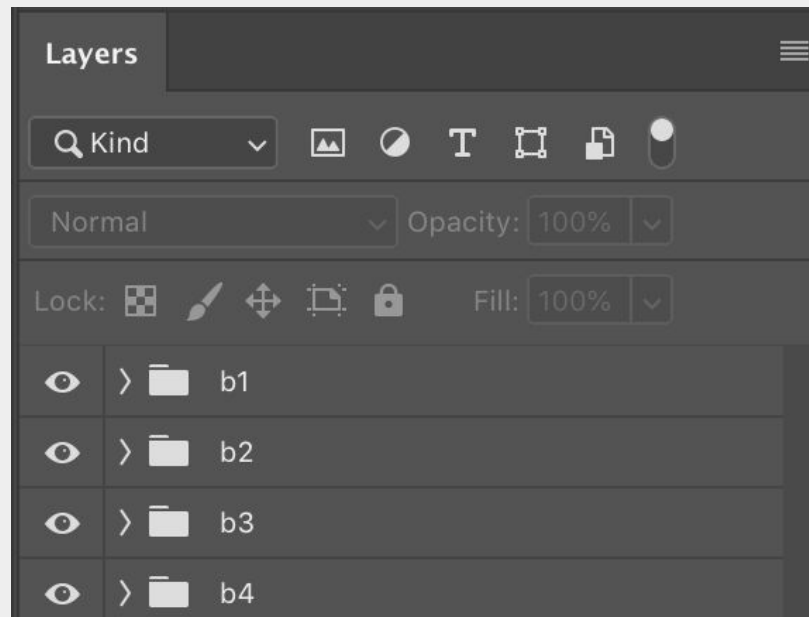 Layers
Kind
Normal Opacity: 100%
Lock: Fill: 100%
b1
b2
b3
b4